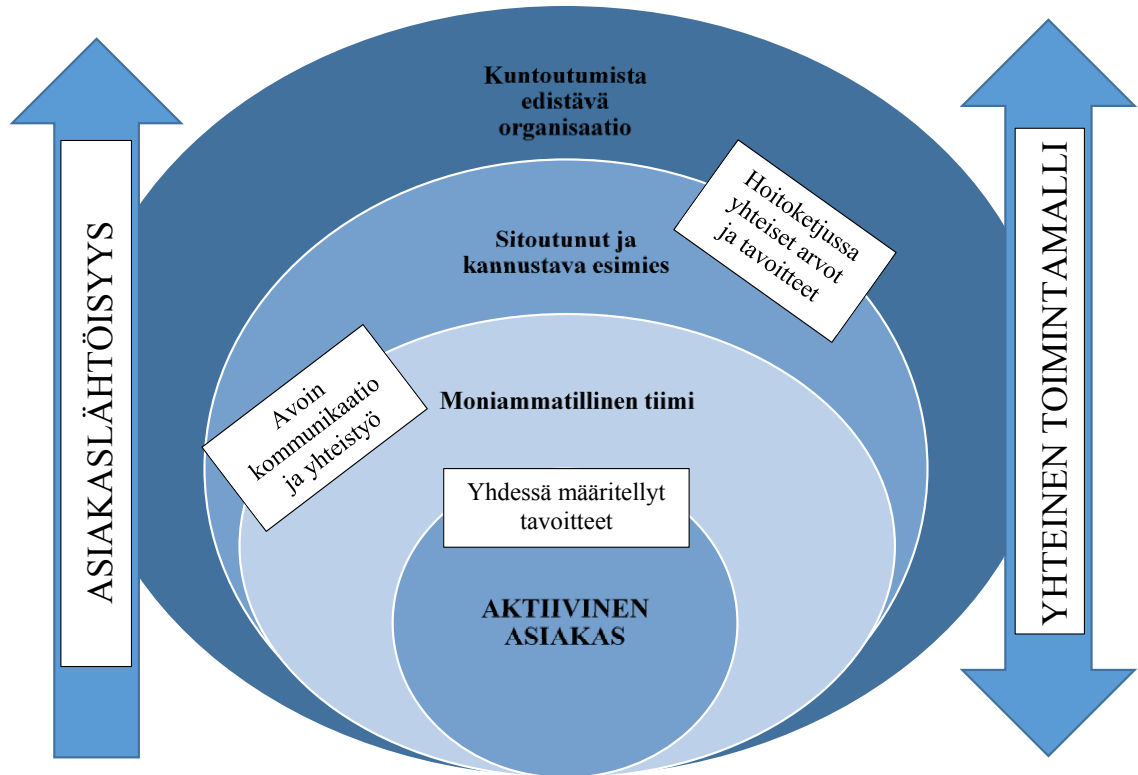 ASIAKASLÄHTÖISYYS
Kuntoutumista
edistävä
organisaatio
Hoitoketjussa
yhteiset arvot
ja tavoitteet
Sitoutunut ja
kannustava esimies
Avoin
kommunikaatio
ja yhteistyö
Moniammatillinen tiimi
Yhdessä määritellyt
tavoitteet
AKTIIVINEN
ASIAKAS
YHTEINEN TOIMINTAMALLI